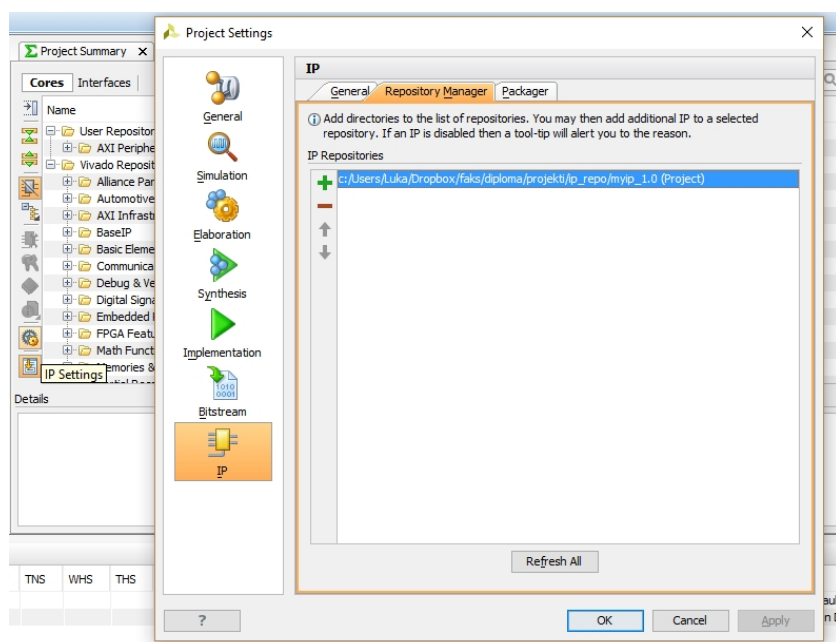 Project Settings
Project Summary
Cores Interfaces
Name
User Repositor
AXI Periphe
Vivado Reposit
Alliance Par
Automotive
AXI Infrast
BaseIP
Basic Eleme
Communica
Debug & Ve
Digital Signa
Embedded
FPGA Featu
Math Funct
Memories &
IP Settings
Details
TNS WHS THS
General
Simulation
Elaboration
Synthesis
Implementation
1010
0001
Bitstream
IP
IP
General Repository Manager Packager
Add directories to the list of repositories. You may then add additional IP to a selected
repository. If an IP is disabled then a tool-tip will alert you to the reason.
IP Repositories
c:/Users/Luka/Dropbox/faks/diploma/projekti/ip_repo/myip_1.0 (Project)
Refresh All
? OK Cancel Apply